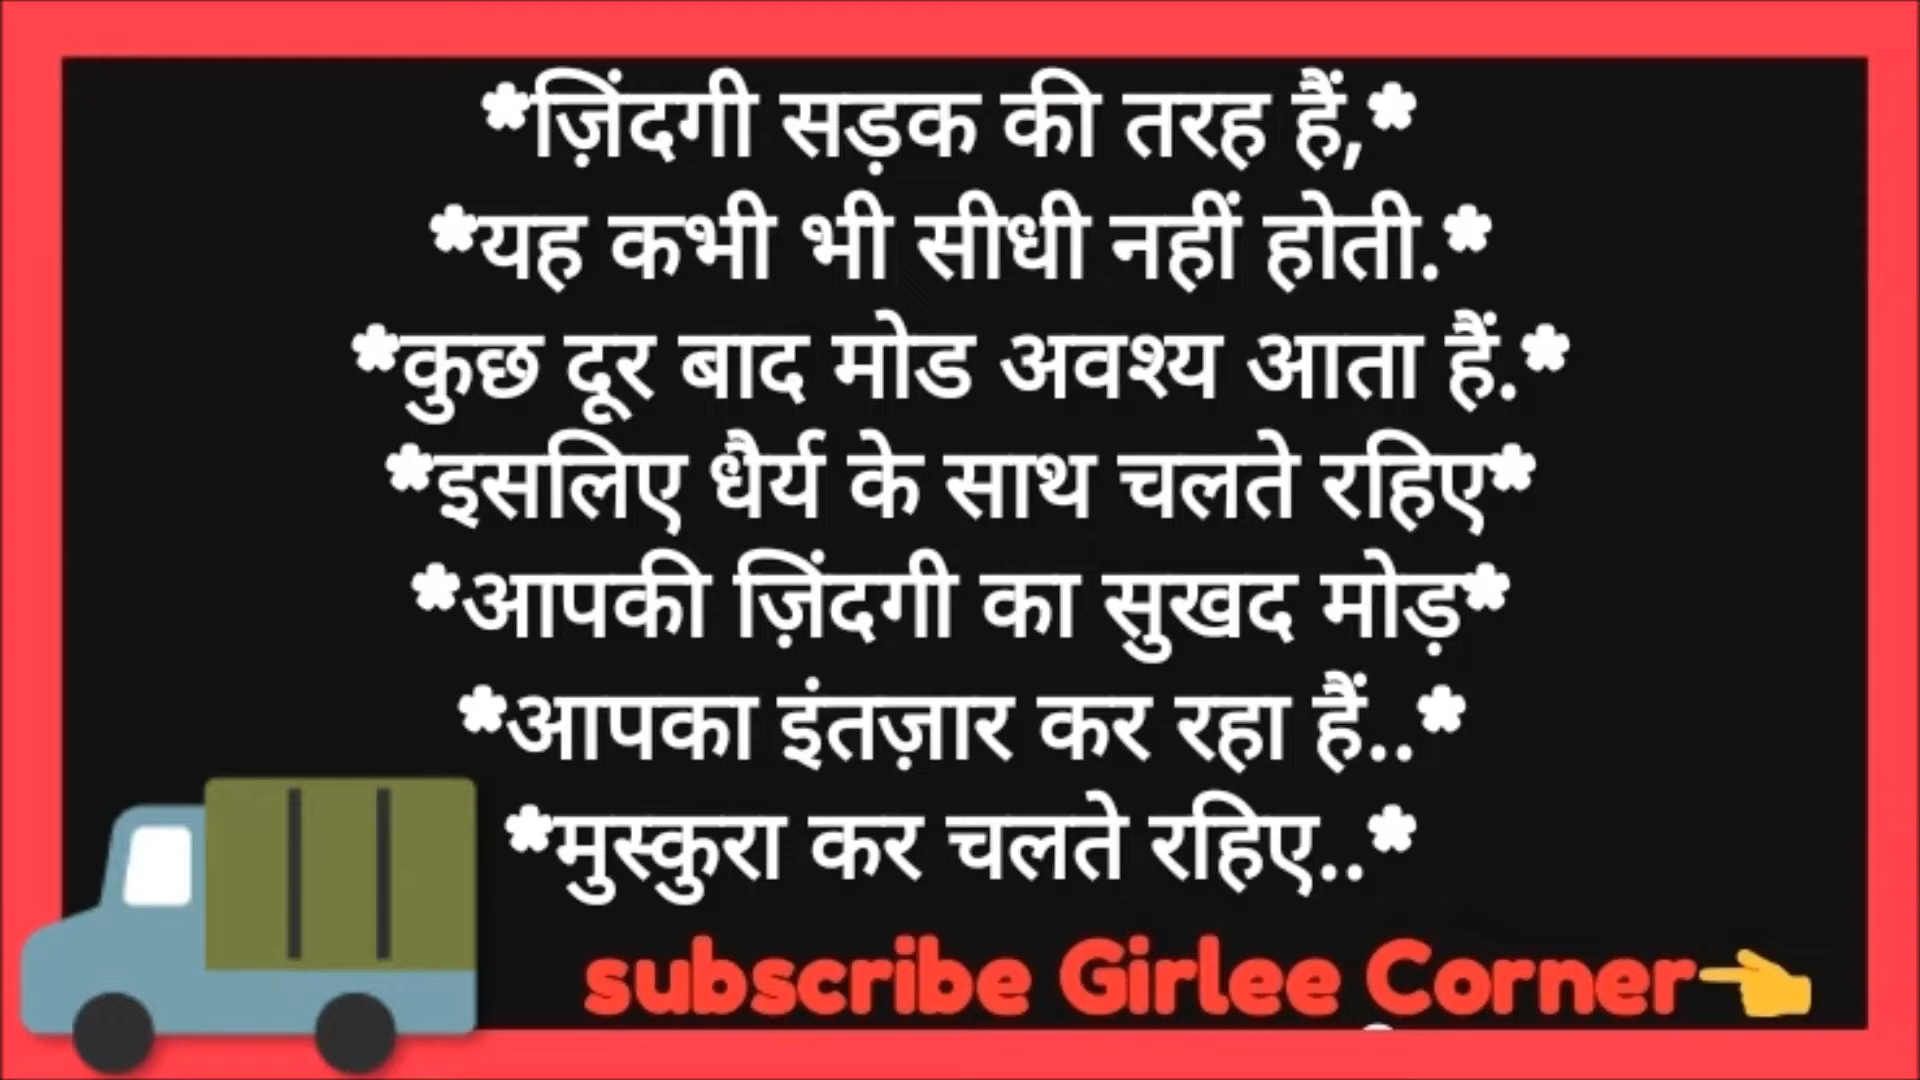 *ज़िंदगी सड़क की तरह हैं,*
*यह कभी भी सीधी नहीं होती.*
*कुछ दूर बाद मोड अवश्य आता हैं.*
*इसलिए धैर्य के साथ चलते रहिए*
*आपकी ज़िंदगी का सुखद मोड़*
*आपका इंतज़ार कर रहा हैं..*
*मुस्कुरा कर चलते रहिए..*
subscribe Girlee Corner👈